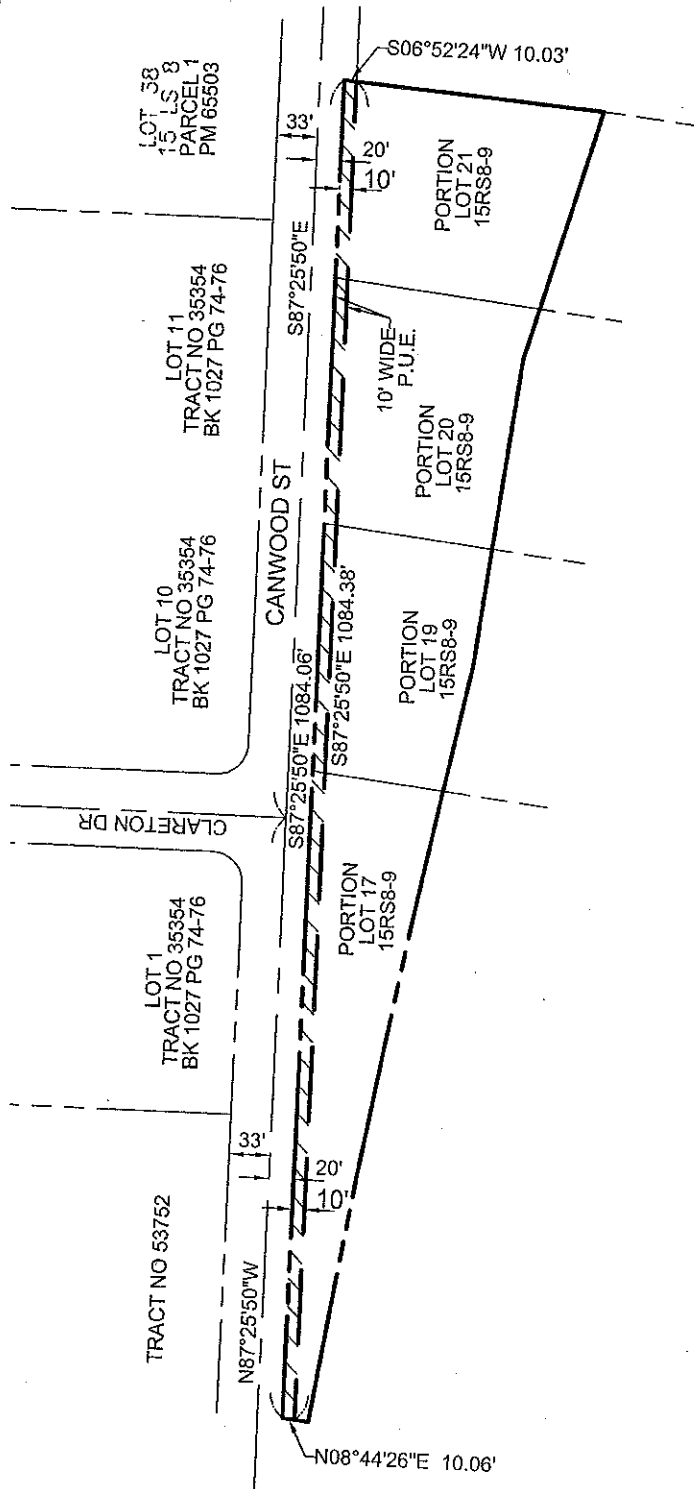 S06°52'24"W 10.03'
LOT 38
15 LS 8
PARCEL 1
PM 65503
33'
20'
10'
PORTION
LOT 21
15RS8-9
S87°25'50"E
LOT 11
TRACT NO 35354
BK 1027 PG 74-76
10' WIDE
P.U.E.
PORTION
LOT 20
15RS8-9
CANWOOD ST
LOT 10
TRACT NO 35354
BK 1027 PG 74-76
S87°25'50"E 1084.06'
S87°25'50"E 1084.38'
PORTION
LOT 19
15RS8-9
CLARETON DR
PORTION
LOT 17
15RS8-9
LOT 1
TRACT NO 35354
BK 1027 PG 74-76
33'
20'
10'
TRACT NO 53752
N87°25'50"W
N08°44'26"E 10.06'